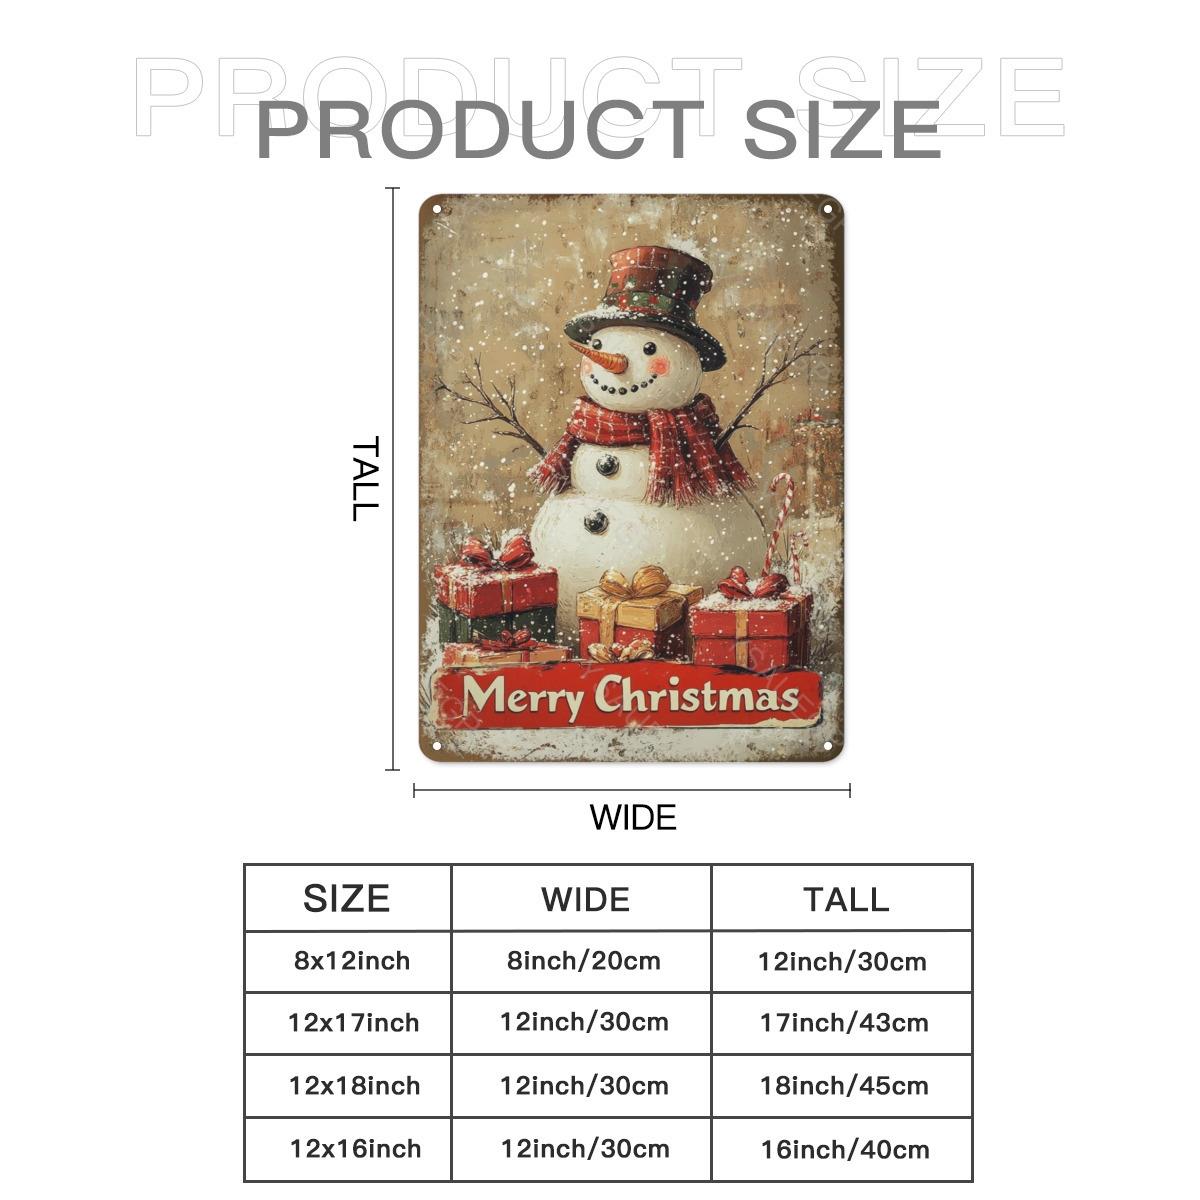 PRODUCT SIZE
PRODUCT SIZE
TALL
Merry Christmas
WIDE
SIZE WIDE TALL
8x12inch 8inch/20cm 12inch/30cm
12x17inch 12inch/30cm 17inch/43cm
12x18inch 12inch/30cm 18inch/45cm
12x16inch 12inch/30cm 16inch/40cm